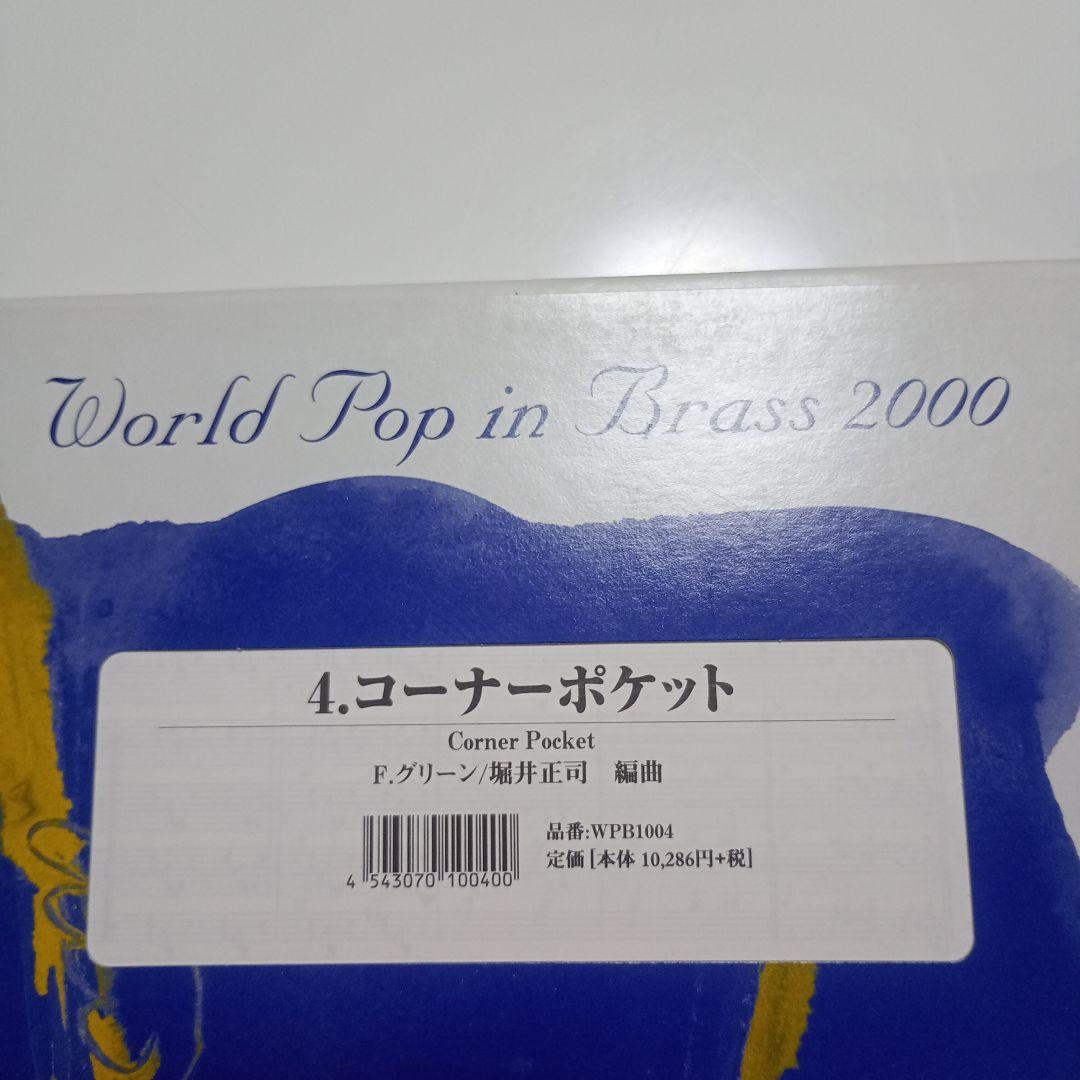 World Pop in Brass 2000
4.コーナーポケット
Corner Pocket
F.グリーン/堀井正司　編曲
品番:WPB1004
定価[本体 10,286円+税]
4 543070 100400